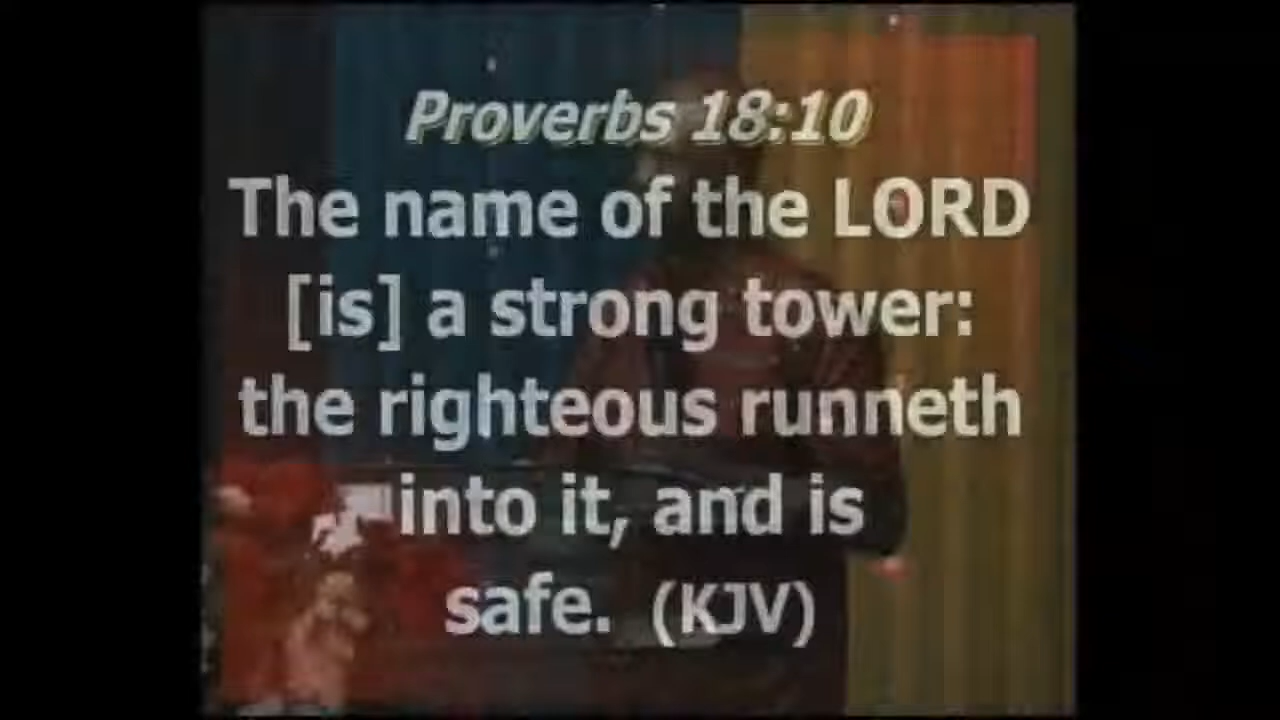 Proverbs 18:10
The name of the LORD
[is] a strong tower:
the righteous runneth
into it, and is
safe. (KJV)